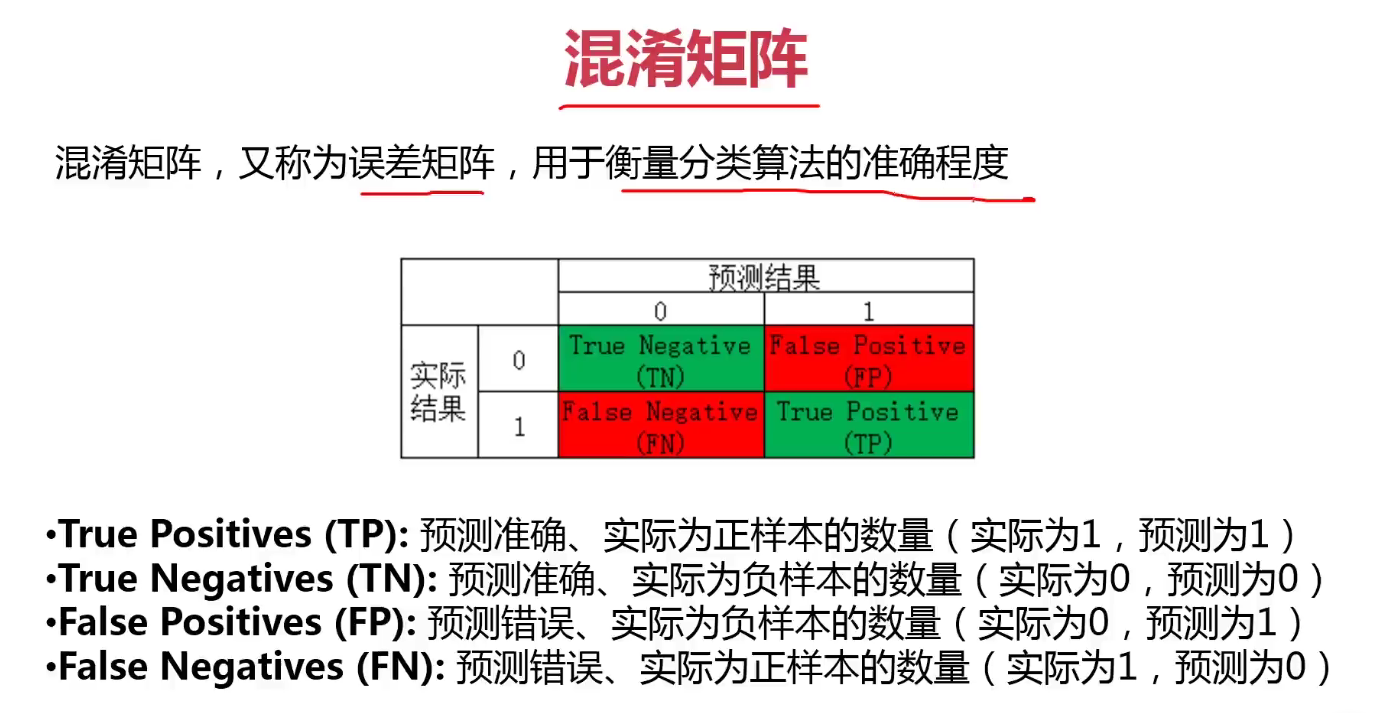 混淆矩阵
混淆矩阵，又称为误差矩阵，用于衡量分类算法的准确程度
预测结果
0 1
实际
结果
0
True Negative
(TN)
False Positive
(FP)
1
False Negative
(FN)
True Positive
(TP)
•True Positives (TP): 预测准确、实际为正样本的数量（实际为1，预测为1）
•True Negatives (TN): 预测准确、实际为负样本的数量（实际为0，预测为0）
•False Positives (FP): 预测错误、实际为负样本的数量（实际为0，预测为1）
•False Negatives (FN): 预测错误、实际为正样本的数量（实际为1，预测为0）